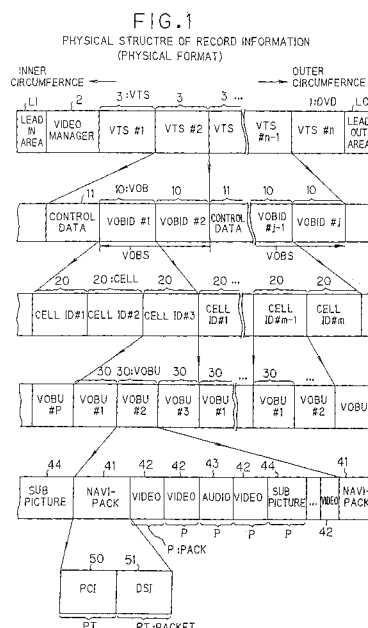 FIG.1
PHYSICAL STRUCTRE OF RECORD INFORMATION
(PHYSICAL FORMAT)
INNER CIRCUMFERNCE
OUTER CIRCUMFERNCE
LI 2 3:VTS 3 3 ... 1:DVD LO
LEAD IN AREA VIDEO MANAGER VTS #1 VTS #2 VTS VTS #n-1 VTS #n LEAD OUT AREA
11 10:VOB 10 11 10 10
CONTROL DATA VOBID #1 VOBID #2 CONTROL DATA VOBID #j-1 VOBID #j
VOBS VOBS
20 20:CELL 20 20... 20 20
CELL ID#1 CELL ID#2 CELL ID#3 CELL ID#1 CELL ID#m-1 CELL ID#m
30 30:VOBU 30 30 ... 30 ...
VOBU #P VOBU #1 VOBU #2 VOBU #3 VOBU #1 VOBU #1 VOBU #2 VOBU
44 41 42 42 43 42 44 41
SUB PICTURE NAVI-PACK VIDEO VIDEO AUDIO VIDEO SUB PICTURE ... VIDEO NAVI-PACK
P P P P 42
P:PACK
50 51
PCI DSI
PT PT:PACKET